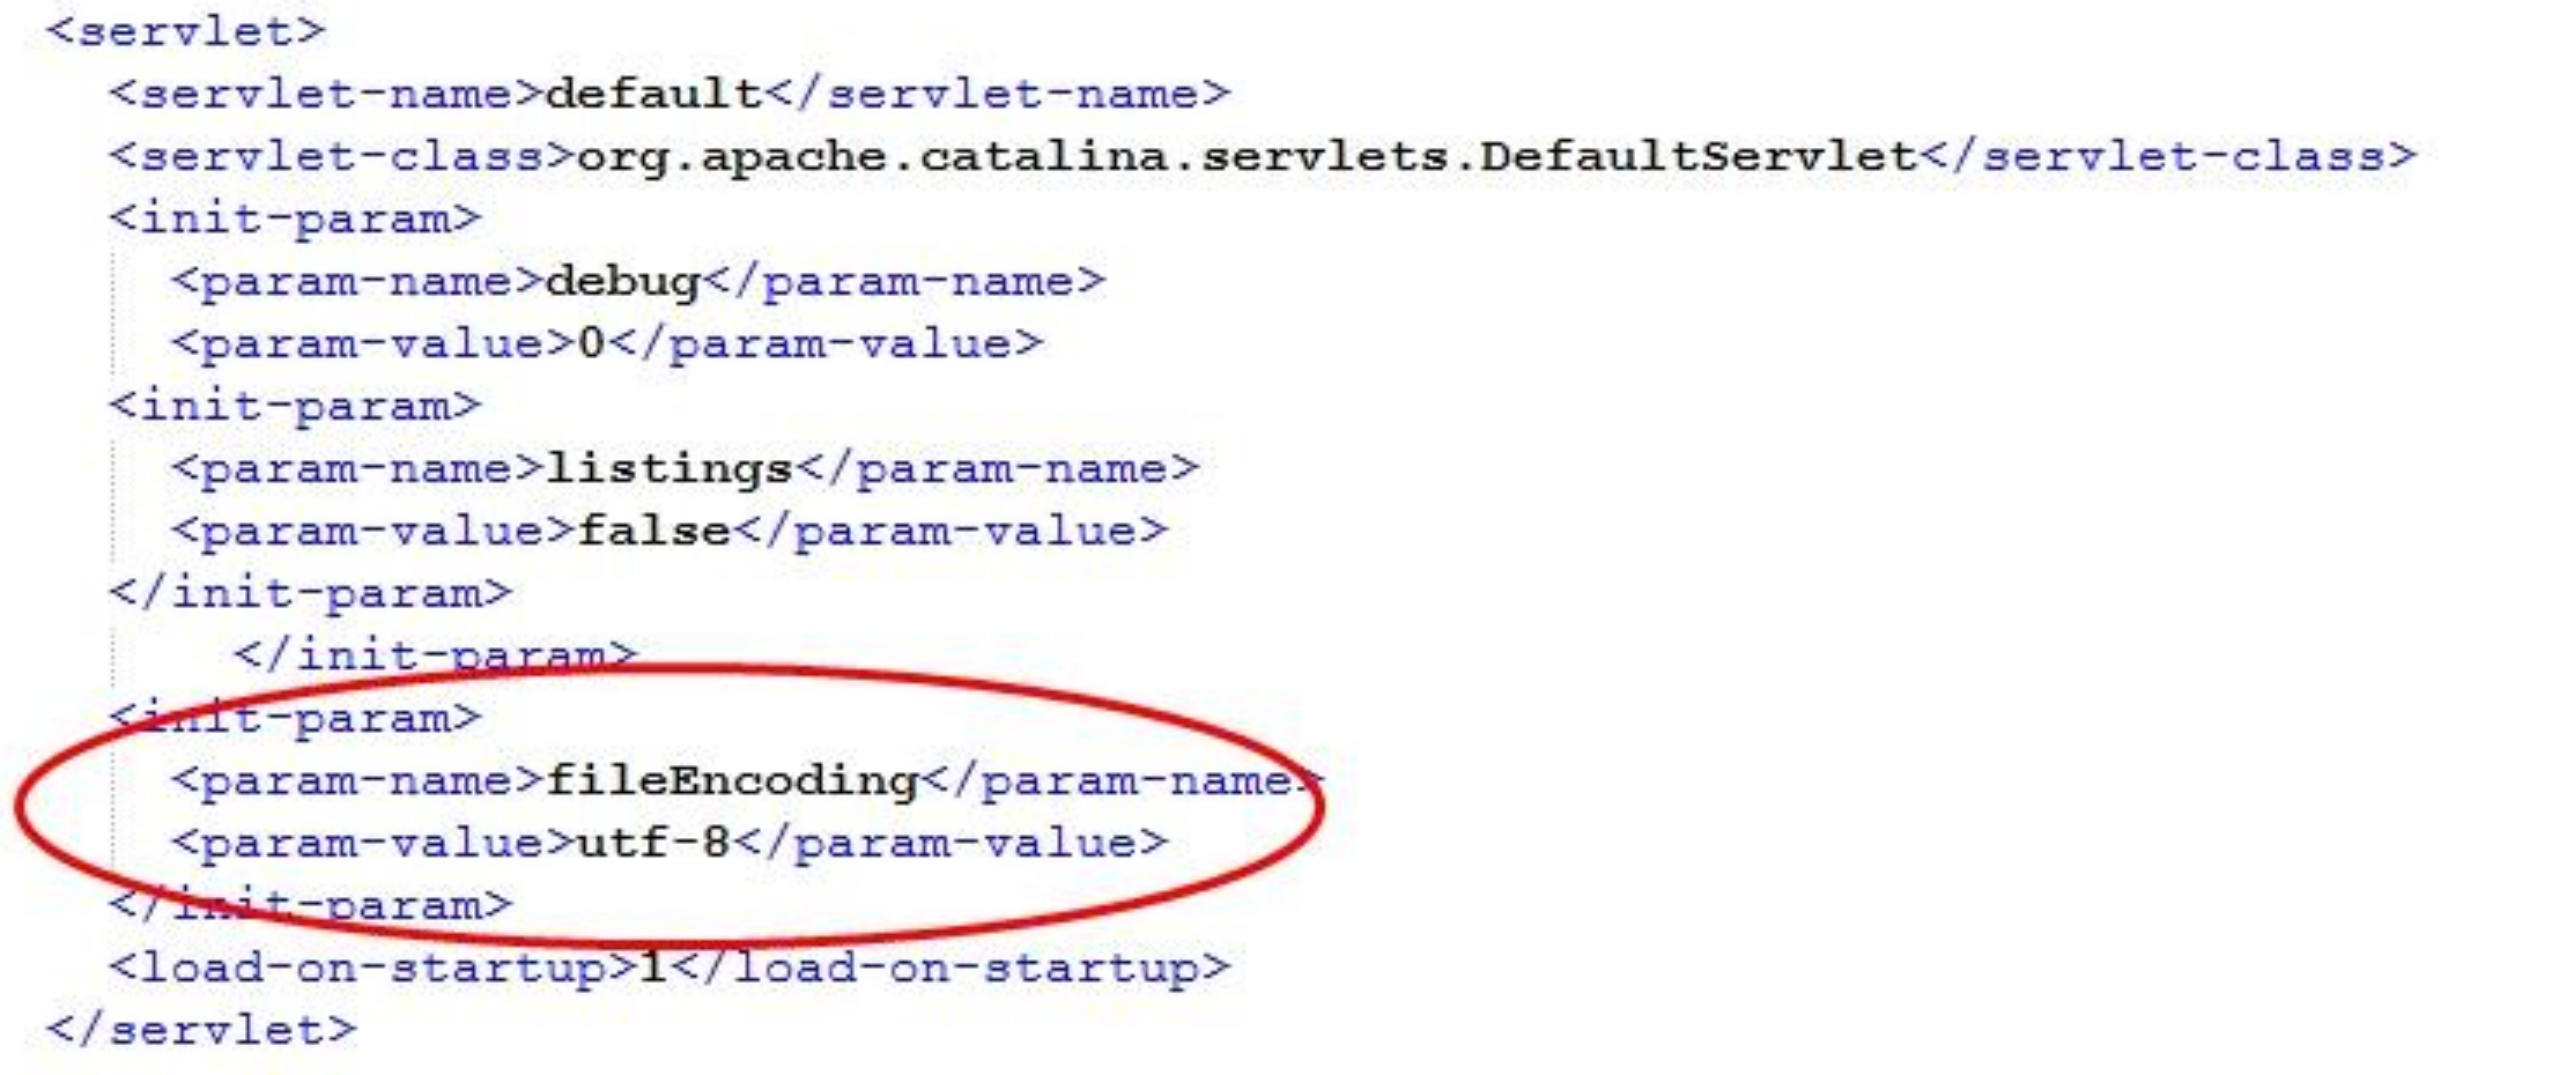 <servlet>
<servlet-name>default</servlet-name>
<servlet-class>org.apache.catalina.servlets.DefaultServlet</servlet-class>
<init-param>
<param-name>debug</param-name>
<param-value>0</param-value>
<init-param>
<param-name>listings</param-name>
<param-value>false</param-value>
</init-param>
</init-param>
<init-param>
<param-name>fileEncoding</param-name>
<param-value>utf-8</param-value>
</init-param>
<load-on-startup>1</load-on-startup>
</servlet>